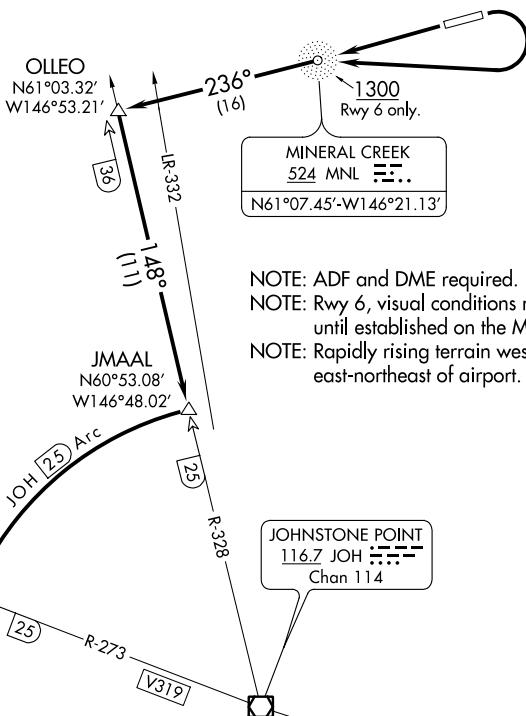 OLLEO
N61°03.32'
W146°53.21'
236°
(16)
1300
Rwy 6 only.
MINERAL CREEK
524 MNL
N61°07.45'-W146°21.13'
36
LR-332
148°
(11)
NOTE: ADF and DME required.
NOTE: Rwy 6, visual conditions
until established on the
NOTE: Rapidly rising terrain
east-northeast of airport.
JMAAL
N60°53.08'
W146°48.02'
JOH 25 Arc
25
R-328
JOHNSTONE POINT
116.7 JOH
Chan 114
25
R-273
V319